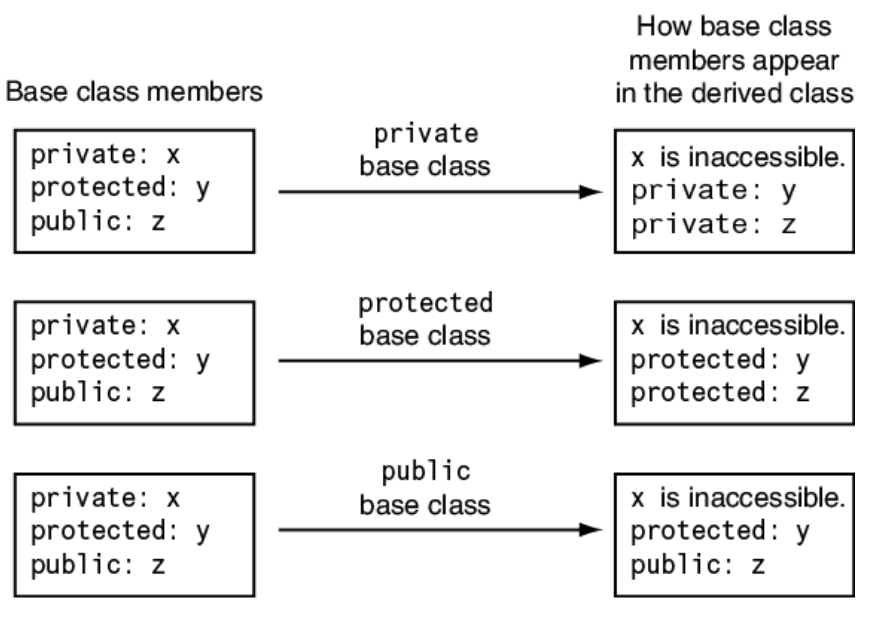 How base class
members appear
in the derived class
Base class members
private: x
protected: y
public: z
private
base class
x is inaccessible.
private: y
private: z
private: x
protected: y
public: z
protected
base class
x is inaccessible.
protected: y
protected: z
private: x
protected: y
public: z
public
base class
x is inaccessible.
protected: y
public: z